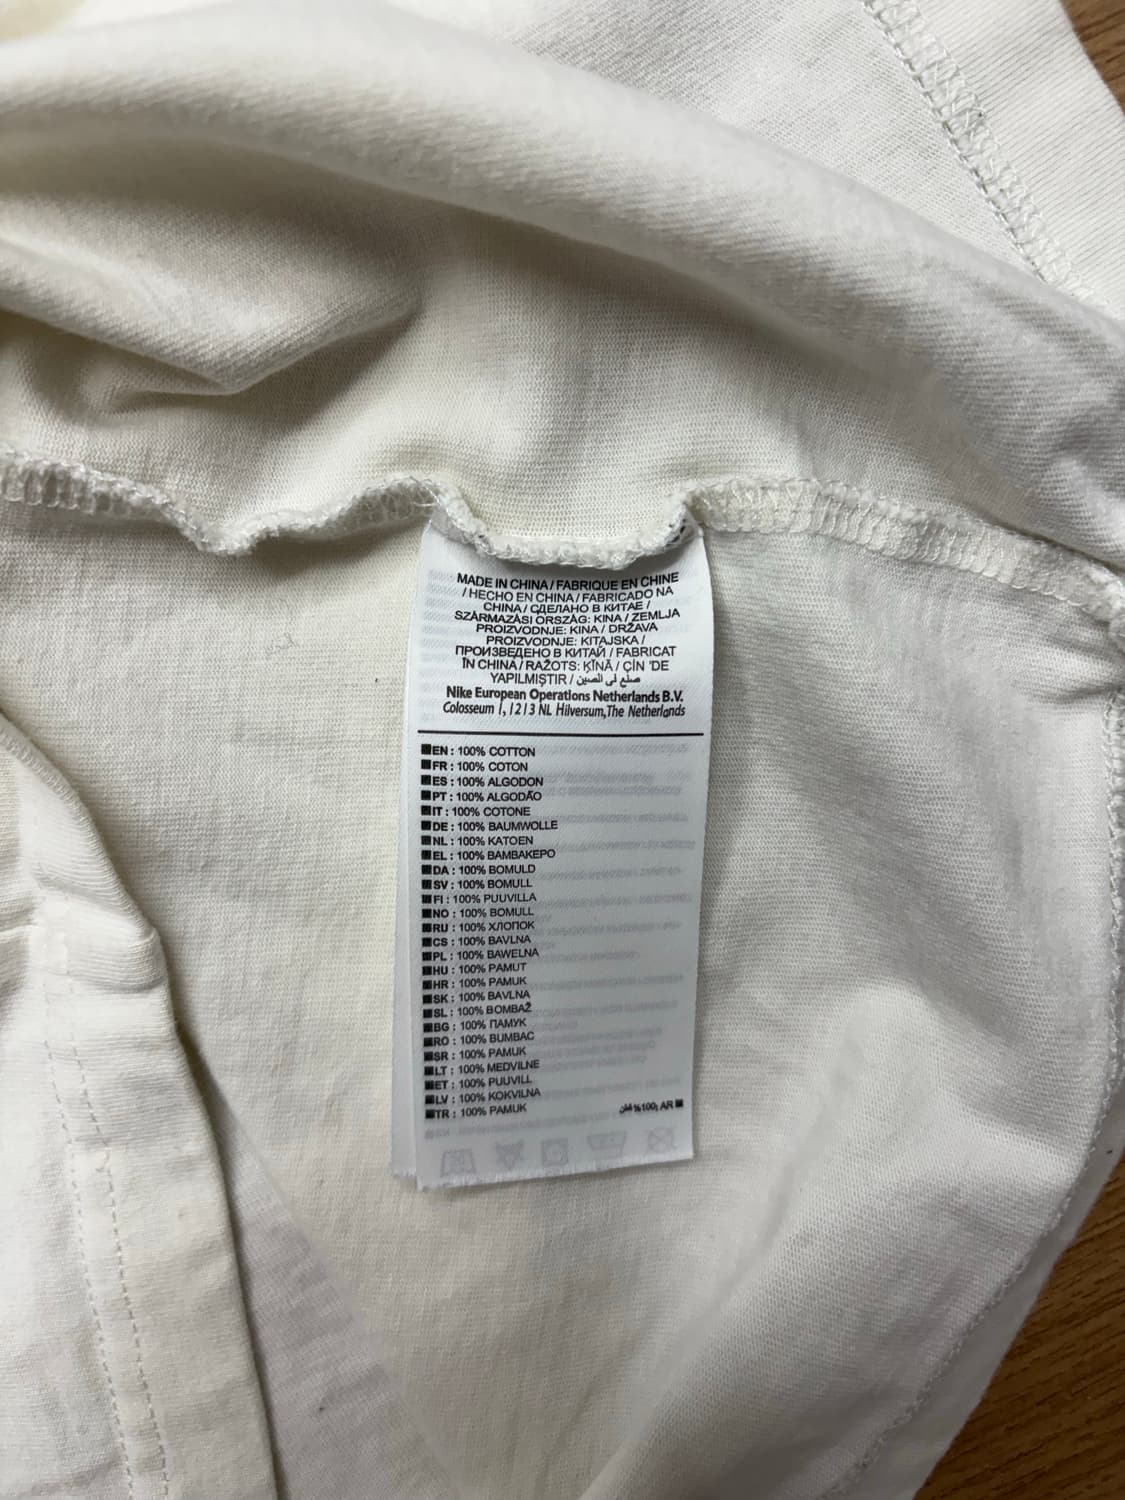 MADE IN CHINA / FABRIQUE EN CHINE
/ HECHO EN CHINA / FABRICADO NA
CHINA / СДЕЛАНО В КИТАЕ /
SZÁRMAZÁSI ORSZÁG: KINA / ZEMLJA
PROIZVODNJE: KINA / DRŽAVA
PROIZVODNJE: KITAJSKA /
ПРОИЗВЕДЕНО В КИТАЙ / FABRICAT
ÎN CHINA / RAŽOTS: ĶĪNĀ / ÇİN 'DE
YAPILMIŞTIR / صنع في الصين
Nike European Operations Netherlands B.V.
Colosseum 1, 1213 NL Hilversum, The Netherlands
EN : 100% COTTON
FR : 100% COTON
ES : 100% ALGODON
PT : 100% ALGODÃO
IT : 100% COTONE
DE : 100% BAUMWOLLE
NL : 100% KATOEN
EL : 100% ΒΑΜΒΑΚΕΡΟ
DA : 100% BOMULD
SV : 100% BOMULL
FI : 100% PUUVILLA
NO : 100% BOMULL
RU : 100% ХЛОПОК
CS : 100% BAVLNA
PL : 100% BAWEŁNA
HU : 100% PAMUT
HR : 100% PAMUK
SK : 100% BAVLNA
SL : 100% BOMBAŽ
BG : 100% ПАМУК
RO : 100% BUMBAC
SR : 100% PAMUK
LT : 100% MEDVILNE
ET : 100% PUUVILL
LV : 100% KOKVILNA
TR : 100% PAMUK
قطن %100 : AR